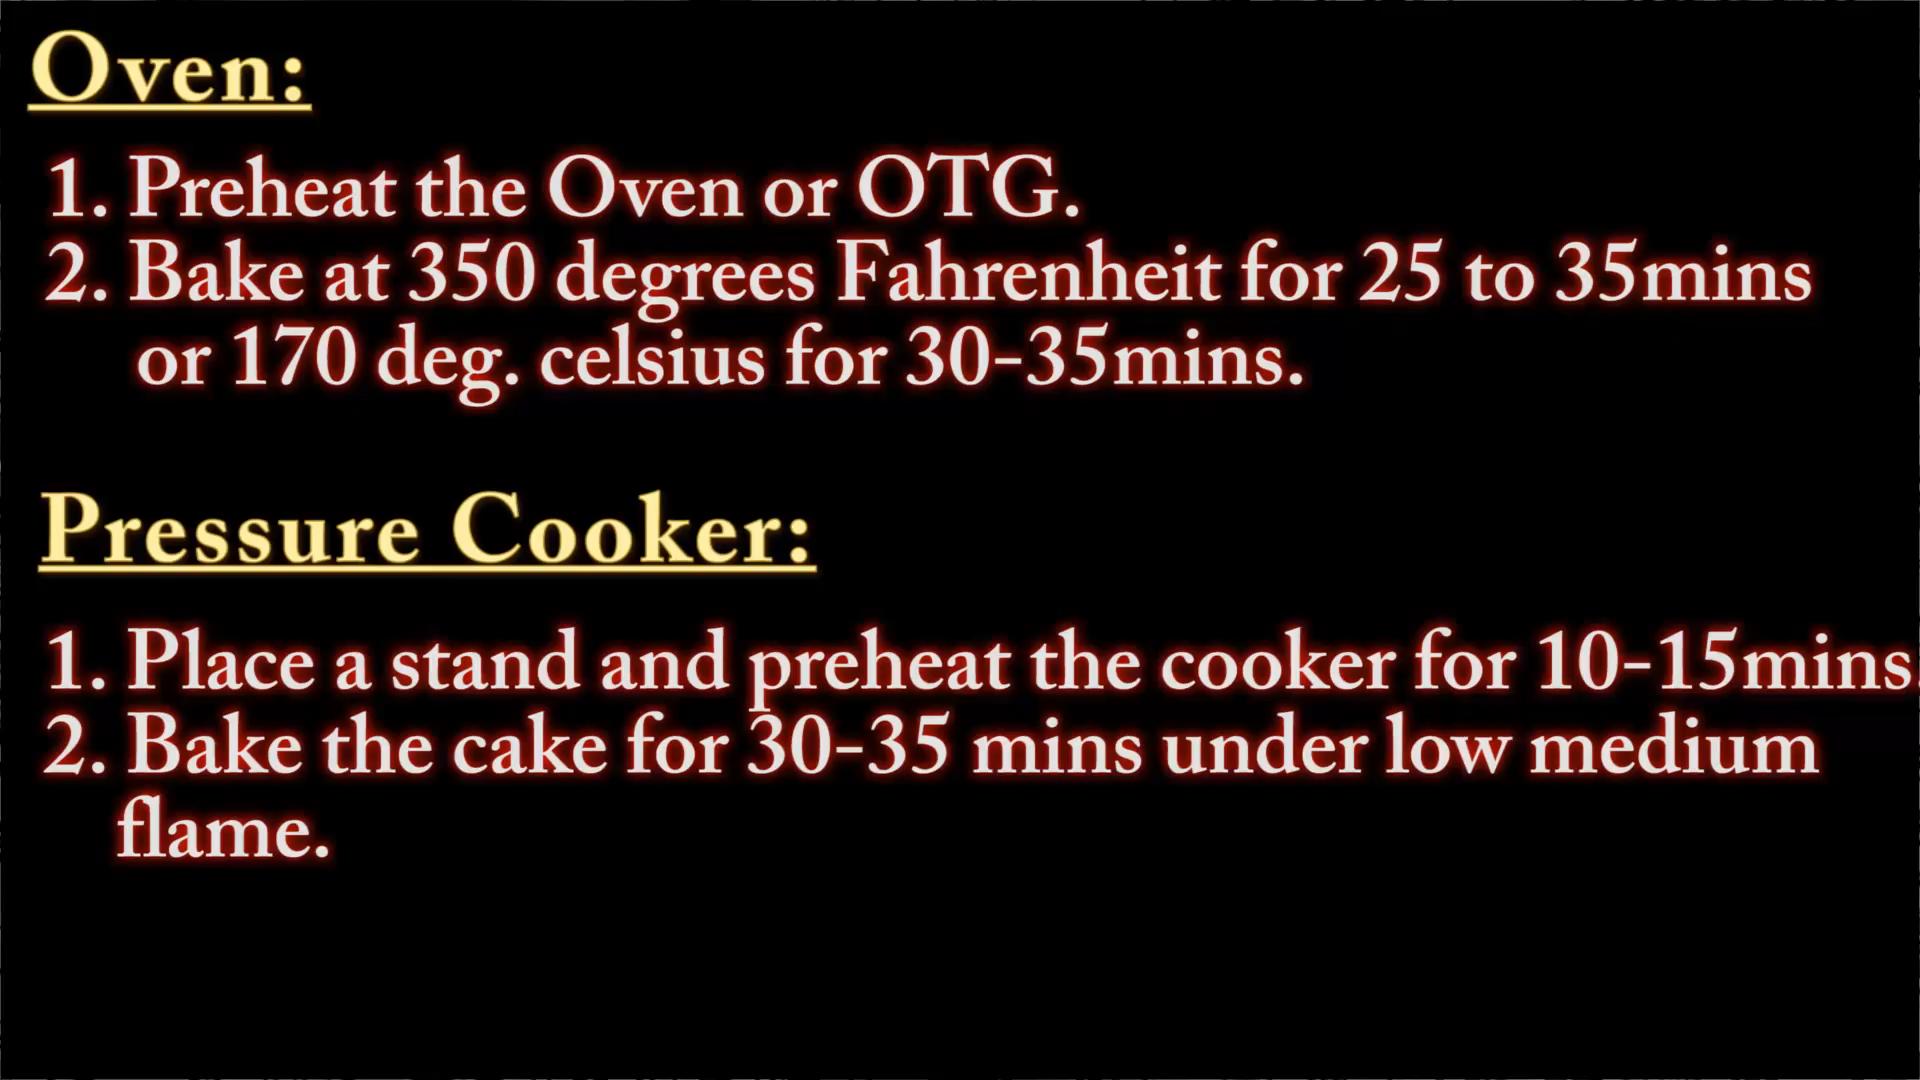 Oven:
1. Preheat the Oven or OTG.
2. Bake at 350 degrees Fahrenheit for 25 to 35mins
or 170 deg. celsius for 30-35mins.
Pressure Cooker:
1. Place a stand and preheat the cooker for 10-15mins.
2. Bake the cake for 30-35 mins under low medium
flame.